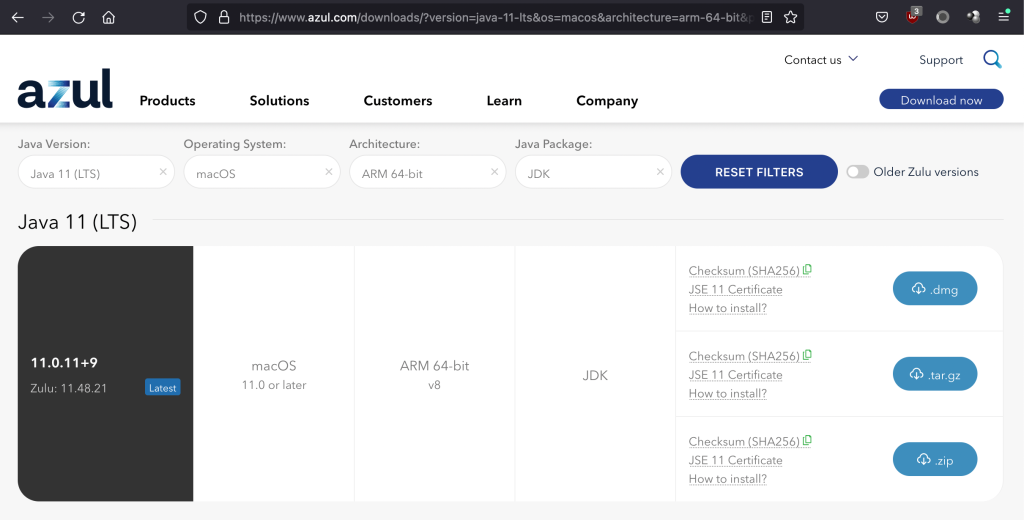 https://www.azul.com/downloads/?version=java-11-lts&os=macos&architecture=arm-64-bit&
3
Contact us
Support
azul
Products
Solutions
Customers
Learn
Company
Download now
Java Version:
Operating System:
Architecture:
Java Package:
Java 11 (LTS)
macOS
ARM 64-bit
JDK
RESET FILTERS
Older Zulu versions
Java 11 (LTS)
11.0.11+9
Zulu: 11.48.21
Latest
macOS
11.0 or later
ARM 64-bit
v8
JDK
Checksum (SHA256)
JSE 11 Certificate
How to install?
.dmg
Checksum (SHA256)
JSE 11 Certificate
How to install?
.tar.gz
Checksum (SHA256)
JSE 11 Certificate
How to install?
.zip